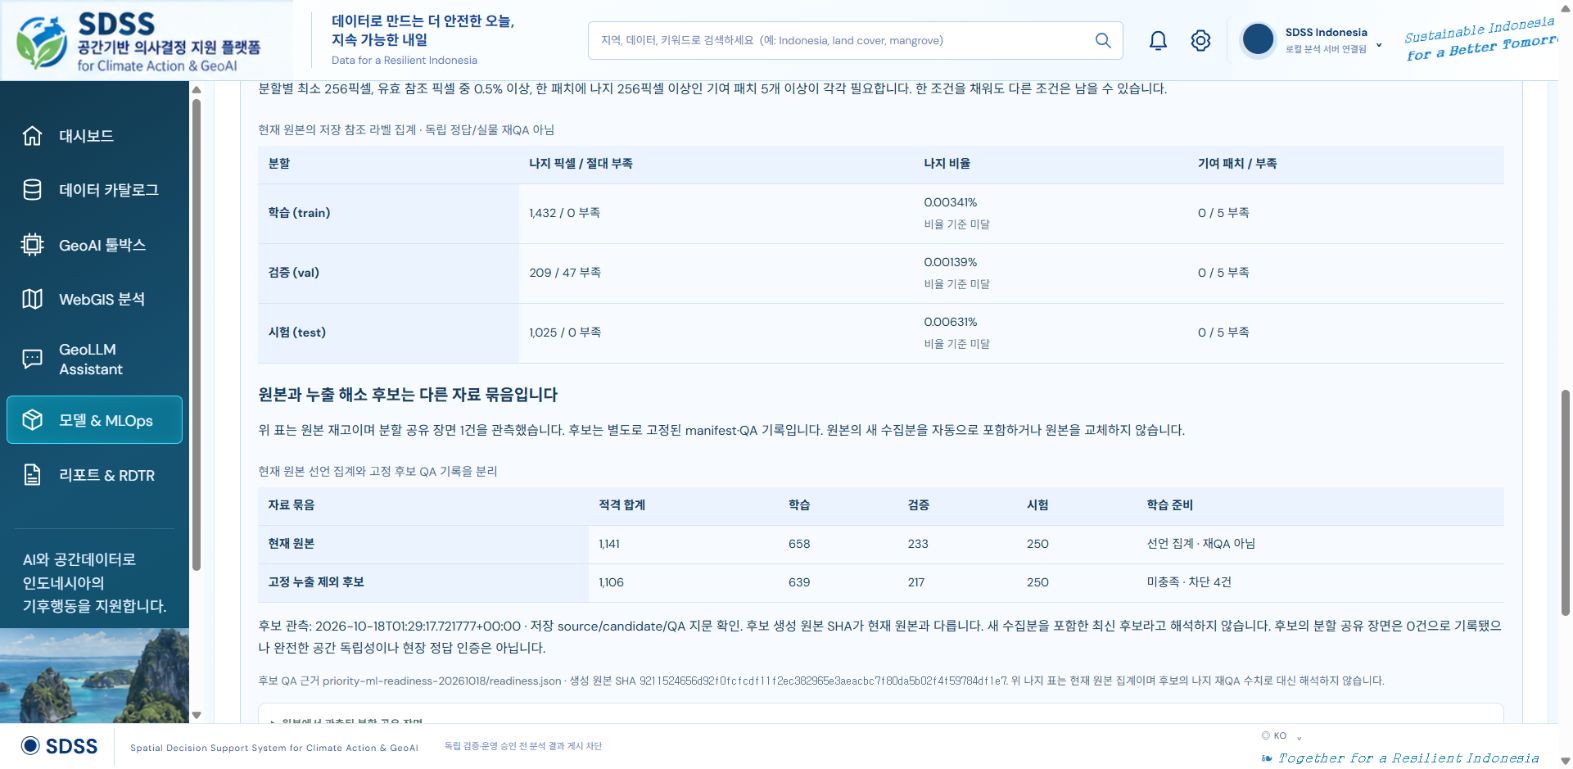 SDSS
공간기반 의사결정 지원 플랫폼
for Climate Action & GeoAI
데이터로 만드는 더 안전한 오늘,
지속 가능한 내일
Data for a Resilient Indonesia
지역, 데이터, 키워드로 검색하세요 (예: Indonesia, land cover, mangrove)
SDSS Indonesia
로컬 분석 서버 연결됨
Sustainable Indonesia
for a Better Tomorr
대시보드
데이터 카탈로그
GeoAI 툴박스
WebGIS 분석
GeoLLM
Assistant
모델 & MLOps
리포트 & RDTR
AI와 공간데이터로
인도네시아의
기후행동을 지원합니다.
분할별 최소 256픽셀, 유효 참조 픽셀 중 0.5% 이상, 한 패치에 나지 256픽셀 이상인 기여 패치 5개 이상이 각각 필요합니다. 한 조건을 채워도 다른 조건은 남을 수 있습니다.
현재 원본의 저장 참조 라벨 집계 · 독립 정답/실물 재QA 아님
분할 나지 픽셀 / 절대 부족 나지 비율 기여 패치 / 부족
학습 (train) 1,432 / 0 부족 0.00341% 0 / 5 부족
비율 기준 미달
검증 (val) 209 / 47 부족 0.00139% 0 / 5 부족
비율 기준 미달
시험 (test) 1,025 / 0 부족 0.00631% 0 / 5 부족
비율 기준 미달
원본과 누출 해소 후보는 다른 자료 묶음입니다
위 표는 원본 재고이며 분할 공유 장면 1건을 관측했습니다. 후보는 별도로 고정된 manifest·QA 기록입니다. 원본의 새 수집분을 자동으로 포함하거나 원본을 교체하지 않습니다.
현재 원본 선언 집계와 고정 후보 QA 기록을 분리
자료 묶음 적격 합계 학습 검증 시험 학습 준비
현재 원본 1,141 658 233 250 선언 집계 · 재QA 아님
고정 누출 제외 후보 1,106 639 217 250 미충족 · 차단 4건
후보 관측: 2026-10-18T01:29:17.721777+00:00 · 저장 source/candidate/QA 지문 확인. 후보 생성 원본 SHA가 현재 원본과 다릅니다. 새 수집분을 포함한 최신 후보라고 해석하지 않습니다. 후보의 분할 공유 장면은 0건으로 기록됐으
나 완전한 공간 독립성이나 현장 정답 인증은 아닙니다.
후보 QA 근거 priority-ml-readiness-20261018/readiness.json · 생성 원본 SHA 9211524656d92f0fcfcdf11f2ec382965e3aeacbc7f80da5b02f4f59784df1e7. 위 나지 표는 현재 원본 집계이며 후보의 나지 재QA 수치로 대신 해석하지 않습니다.
원본에서 관측된 분할 공유 장면
SDSS
Spatial Decision Support System for Climate Action & GeoAI
독립 검증·운영 승인 전 분석 결과 게시 차단
KO
Together for a Resilient Indonesia